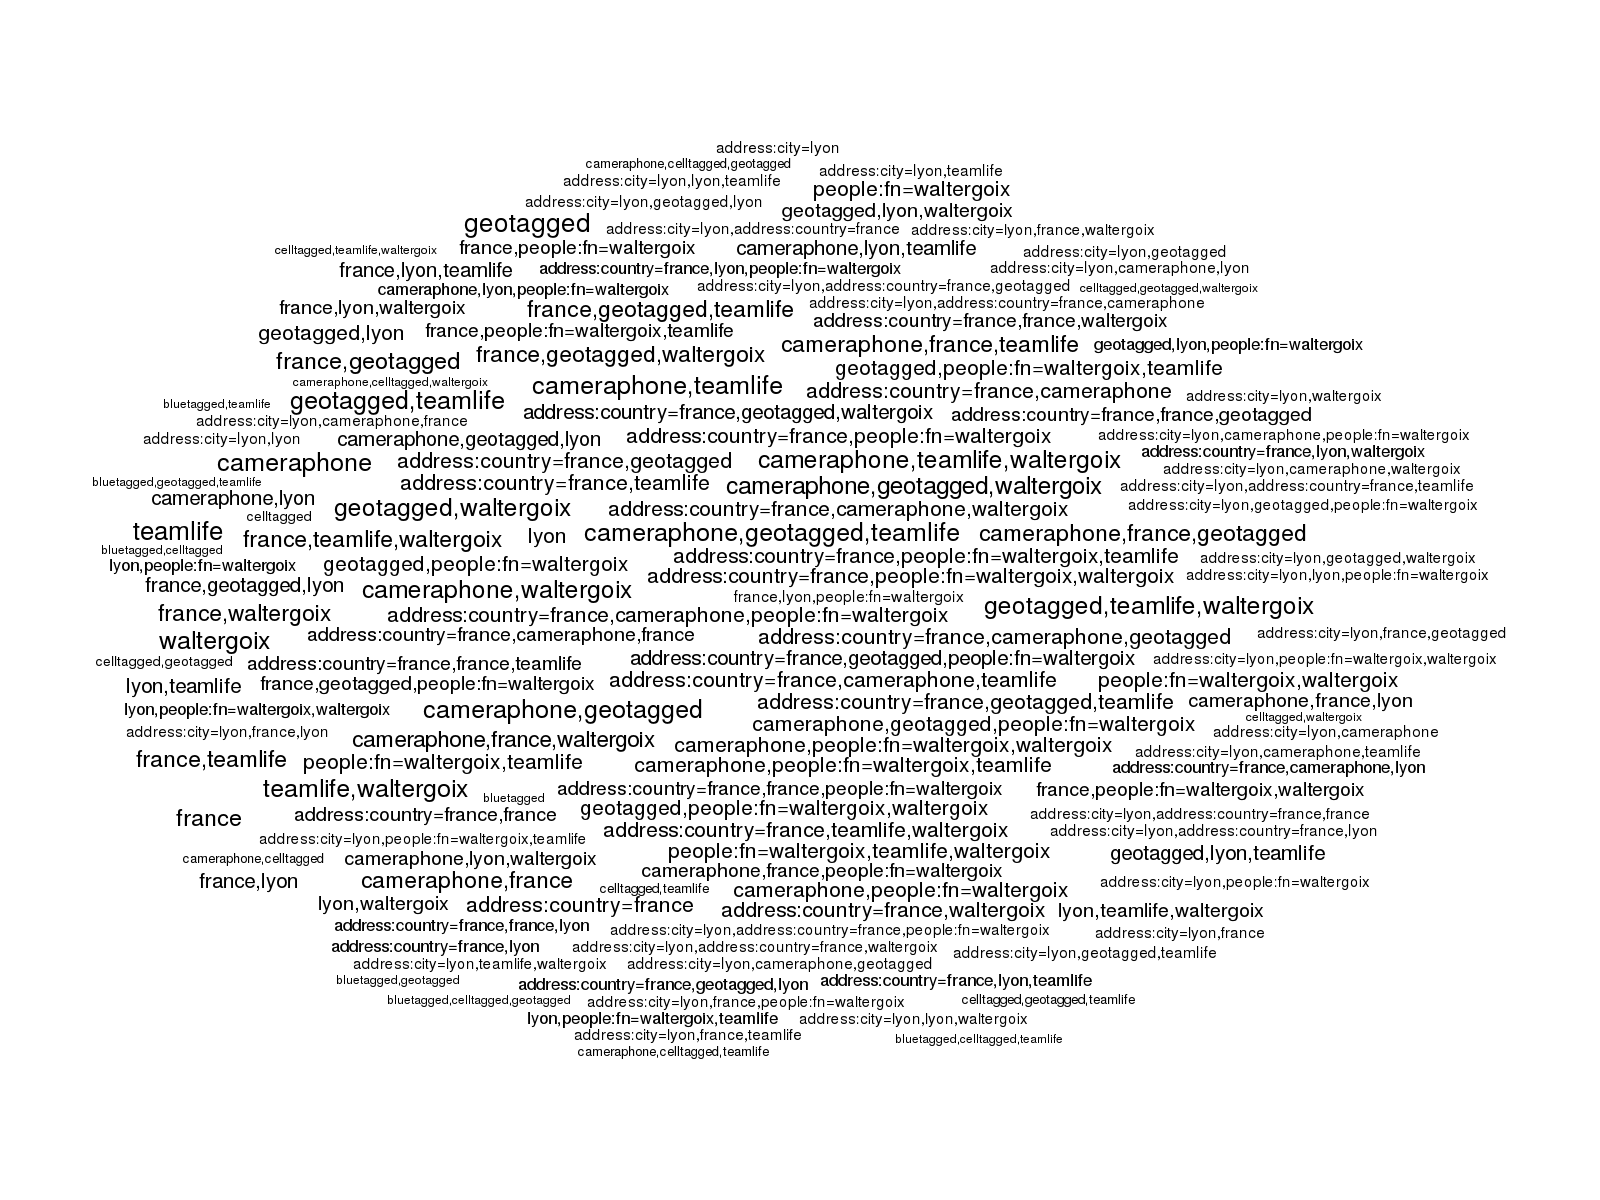 address:city=lyon
cameraphone,celltagged,geotagged
address:city=lyon,teamlife
address:city=lyon,lyon,teamlife
people:fn=waltergoix
address:city=lyon,geotagged,lyon
geotagged,lyon,waltergoix
geotagged
address:city=lyon,address:country=france
address:city=lyon,france,waltergoix
celltagged,teamlife,waltergoix
france,people:fn=waltergoix
cameraphone,lyon,teamlife
address:city=lyon,geotagged
france,lyon,teamlife
address:country=france,lyon,people:fn=waltergoix
address:city=lyon,cameraphone,lyon
cameraphone,lyon,people:fn=waltergoix
address:city=lyon,address:country=france,geotagged
celltagged,geotagged,waltergoix
france,lyon,waltergoix
france,geotagged,teamlife
address:city=lyon,address:country=france,cameraphone
address:country=france,france,waltergoix
geotagged,lyon
france,people:fn=waltergoix,teamlife
cameraphone,france,teamlife
geotagged,lyon,people:fn=waltergoix
france,geotagged
france,geotagged,waltergoix
geotagged,people:fn=waltergoix,teamlife
cameraphone,celltagged,waltergoix
cameraphone,teamlife
address:country=france,cameraphone
address:city=lyon,waltergoix
bluetagged,teamlife
geotagged,teamlife
address:country=france,geotagged,waltergoix
address:country=france,france,geotagged
address:city=lyon,cameraphone,france
address:city=lyon,lyon
cameraphone,geotagged,lyon
address:country=france,people:fn=waltergoix
address:city=lyon,cameraphone,people:fn=waltergoix
address:country=france,lyon,waltergoix
cameraphone
address:country=france,geotagged
cameraphone,teamlife,waltergoix
address:city=lyon,cameraphone,waltergoix
bluetagged,geotagged,teamlife
address:country=france,teamlife
cameraphone,geotagged,waltergoix
address:city=lyon,address:country=france,teamlife
cameraphone,lyon
geotagged,waltergoix
address:country=france,cameraphone,waltergoix
address:city=lyon,geotagged,people:fn=waltergoix
celltagged
teamlife
france,teamlife,waltergoix
lyon
cameraphone,geotagged,teamlife
cameraphone,france,geotagged
bluetagged,celltagged
address:country=france,people:fn=waltergoix,teamlife
address:city=lyon,geotagged,waltergoix
lyon,people:fn=waltergoix
geotagged,people:fn=waltergoix
address:country=france,people:fn=waltergoix,waltergoix
address:city=lyon,lyon,people:fn=waltergoix
france,geotagged,lyon
cameraphone,waltergoix
france,lyon,people:fn=waltergoix
geotagged,teamlife,waltergoix
france,waltergoix
address:country=france,cameraphone,people:fn=waltergoix
waltergoix
address:country=france,cameraphone,france
address:country=france,cameraphone,geotagged
address:city=lyon,france,geotagged
celltagged,geotagged
address:country=france,france,teamlife
address:country=france,geotagged,people:fn=waltergoix
address:city=lyon,people:fn=waltergoix,waltergoix
lyon,teamlife
france,geotagged,people:fn=waltergoix
address:country=france,cameraphone,teamlife
people:fn=waltergoix,waltergoix
lyon,people:fn=waltergoix,waltergoix
cameraphone,geotagged
address:country=france,geotagged,teamlife
cameraphone,france,lyon
celltagged,waltergoix
address:city=lyon,france,lyon
cameraphone,geotagged,people:fn=waltergoix
address:city=lyon,cameraphone
cameraphone,france,waltergoix
cameraphone,people:fn=waltergoix,waltergoix
address:city=lyon,cameraphone,teamlife
france,teamlife
people:fn=waltergoix,teamlife
cameraphone,people:fn=waltergoix,teamlife
address:country=france,cameraphone,lyon
teamlife,waltergoix
bluetagged
address:country=france,france,people:fn=waltergoix
france,people:fn=waltergoix,waltergoix
france
address:country=france,france
geotagged,people:fn=waltergoix,waltergoix
address:city=lyon,address:country=france,france
address:city=lyon,people:fn=waltergoix,teamlife
address:country=france,teamlife,waltergoix
address:city=lyon,address:country=france,lyon
cameraphone,celltagged
cameraphone,lyon,waltergoix
people:fn=waltergoix,teamlife,waltergoix
geotagged,lyon,teamlife
france,lyon
cameraphone,france
cameraphone,france,people:fn=waltergoix
celltagged,teamlife
cameraphone,people:fn=waltergoix
address:city=lyon,people:fn=waltergoix
lyon,waltergoix
address:country=france
address:country=france,waltergoix
lyon,teamlife,waltergoix
address:country=france,france,lyon
address:city=lyon,address:country=france,people:fn=waltergoix
address:city=lyon,france
address:country=france,lyon
address:city=lyon,address:country=france,waltergoix
address:city=lyon,geotagged,teamlife
address:city=lyon,teamlife,waltergoix
address:city=lyon,cameraphone,geotagged
bluetagged,geotagged
address:country=france,geotagged,lyon
address:country=france,lyon,teamlife
bluetagged,celltagged,geotagged
address:city=lyon,france,people:fn=waltergoix
celltagged,geotagged,teamlife
lyon,people:fn=waltergoix,teamlife
address:city=lyon,lyon,waltergoix
address:city=lyon,france,teamlife
bluetagged,celltagged,teamlife
cameraphone,celltagged,teamlife